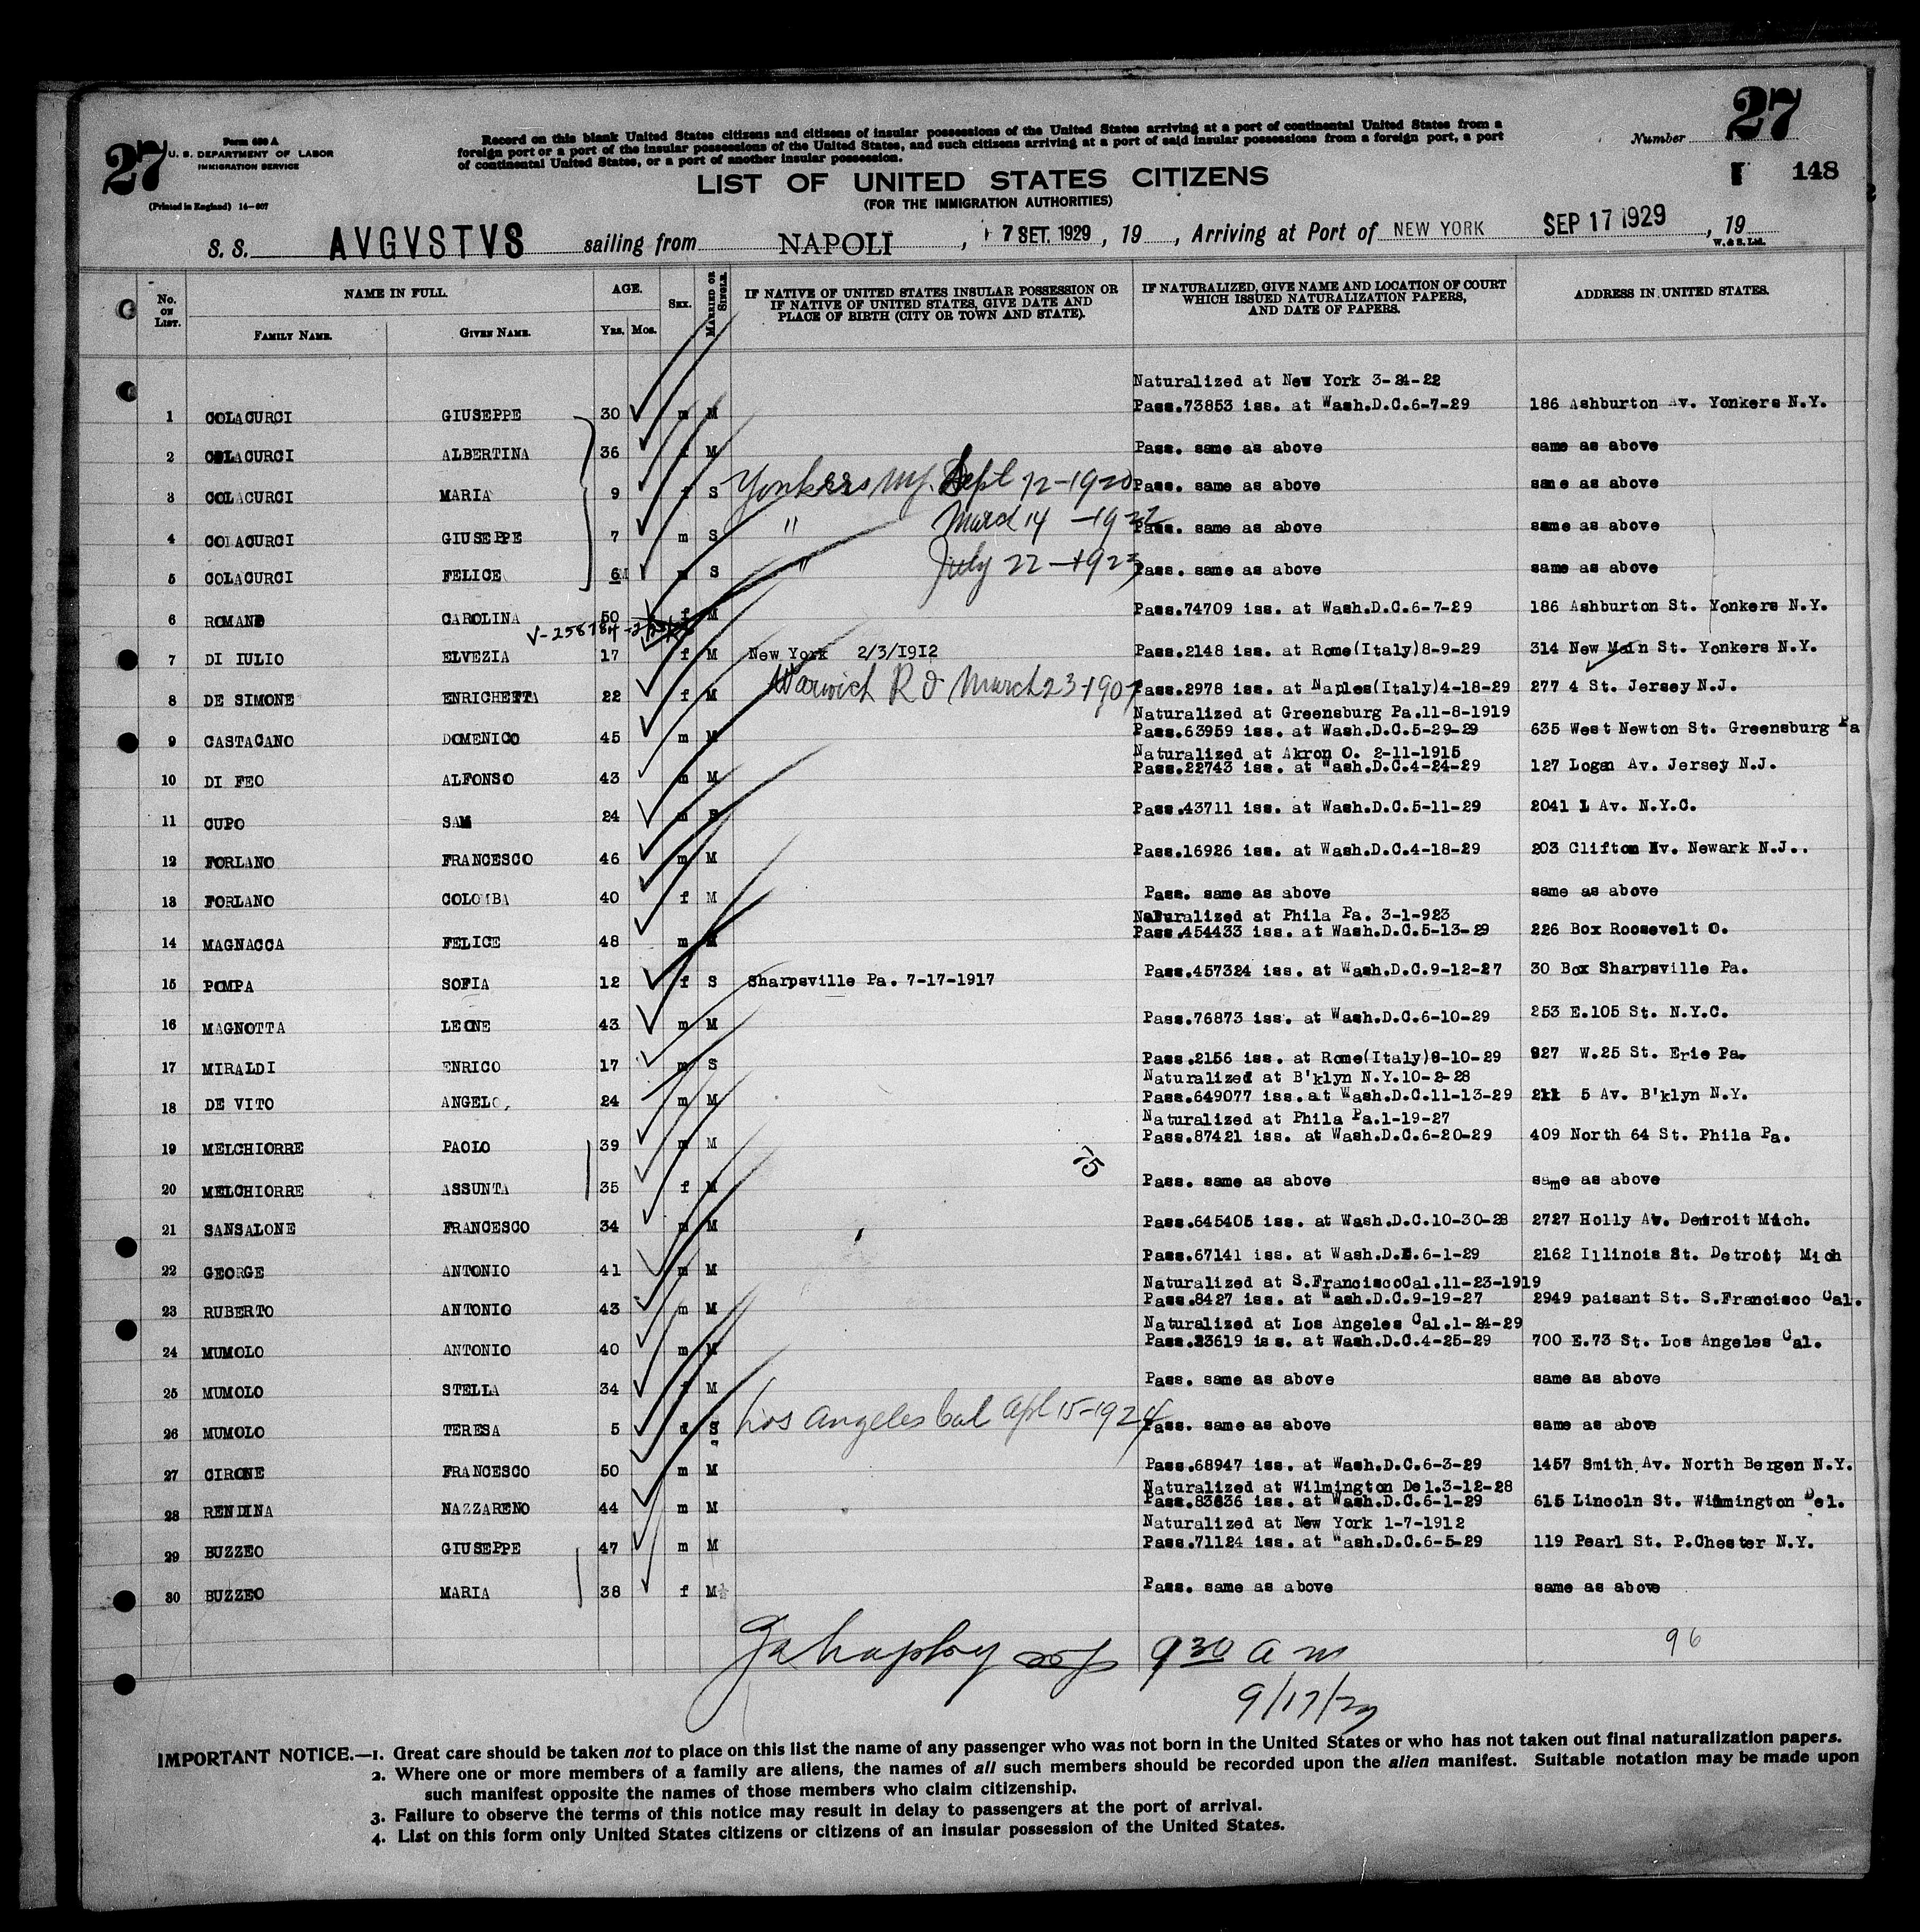 27
Form 630 A
U. S. DEPARTMENT OF LABOR
IMMIGRATION SERVICE
(Printed in England) 14-807
Record on this blank United States citizens and citizens of insular possessions of the United States arriving at a port of continental United States from a
foreign port or a port of the insular possessions of the United States, and such citizens arriving at a port of said insular possessions from a foreign port, a port
of continental United States, or a port of another insular possession.
Number 27
148
LIST OF UNITED STATES CITIZENS
(FOR THE IMMIGRATION AUTHORITIES)
S. S. AVGVSTVS sailing from NAPOLI, 7 SET. 1929, 19, Arriving at Port of NEW YORK SEP 17 1929, 19
W. & S. Ltd.
No. ON LIST. NAME IN FULL. FAMILY NAME. GIVEN NAME. AGE. Yrs. Mos. SEX. MARRIED OR SINGLE. IF NATIVE OF UNITED STATES INSULAR POSSESSION OR IF NATIVE OF UNITED STATES, GIVE DATE AND PLACE OF BIRTH (CITY OR TOWN AND STATE). IF NATURALIZED, GIVE NAME AND LOCATION OF COURT WHICH ISSUED NATURALIZATION PAPERS, AND DATE OF PAPERS. ADDRESS IN UNITED STATES.
Naturalized at New York 3-24-22
1 COLACURCI GIUSEPPE 30 m M Pass.73853 iss. at Wash.D.C.6-7-29 186 Ashburton Av. Yonkers N.Y.
2 COLACURCI ALBERTINA 36 f M Pass. same as above same as above
3 COLACURCI MARIA 9 f S Yonkers NY. Sept 12-1920 Pass. same as above same as above
4 COLACURCI GIUSEPPE 7 m S " March 14 -1922 Pass. same as above same as above
5 COLACURCI FELICE 6 m S " July 22 -1923 Pass. same as above same as above
6 ROMANO CAROLINA 50 f M Pass.74709 iss. at Wash.D.C.6-7-29 186 Ashburton St. Yonkers N.Y.
7 DI IULIO ELVEZIA 17 f M New York 2/3/1912 Pass.2148 iss. at Rome(Italy)8-9-29 314 New Main St. Yonkers N.Y.
8 DE SIMONE ENRICHETTA 22 f M Warwick R I March 23-1907 Pass.2978 iss. at Naples(Italy)4-18-29 277 4 St. Jersey N.J.
Naturalized at Greensburg Pa.11-8-1919
9 CASTAGANO DOMENICO 45 m M Pass.63959 iss. at Wash.D.C.5-29-29 635 West Newton St. Greensburg Pa
Naturalized at Akron O. 2-11-1915
10 DI FEO ALFONSO 43 m M Pass.22743 iss. at Wash.D.C.4-24-29 127 Logan Av. Jersey N.J.
11 CUPO SAM 24 m S Pass.43711 iss. at Wash.D.C.5-11-29 2041 1 Av. N.Y.C.
12 FORLANO FRANCESCO 46 m M Pass.16926 iss. at Wash.D.C.4-18-29 203 Clifton Av. Newark N.J..
13 FORLANO COLOMBA 40 f M Pass. same as above same as above
Naturalized at Phila Pa. 3-1-923
14 MAGNACCA FELICE 48 m M Pass.454433 iss. at Wash.D.C.5-13-29 226 Box Roosevelt O.
15 POMPA SOFIA 12 f S Sharpsville Pa. 7-17-1917 Pass.457324 iss. at Wash.D.C.9-12-27 30 Box Sharpsville Pa.
16 MAGNOTTA LEONE 43 m M Pass.76873 iss. at Wash.D.C.6-10-29 253 E.105 St. N.Y.C.
17 MIRALDI ENRICO 17 m S Pass.2156 iss. at Rome(Italy)8-10-29 927 W.25 St. Erie Pa.
Naturalized at B'klyn N.Y.10-2-28
18 DE VITO ANGELO, 24 m M Pass.649077 iss. at Wash.D.C.11-13-29 211 5 Av. B'klyn N.Y.
Naturalized at Phila Pa.1-19-27
19 MELCHIORRE PAOLO 39 m M Pass.87421 iss. at Wash.D.C.6-20-29 409 North 64 St. Phila Pa.
75
20 MELCHIORRE ASSUNTA 35 f M Pass. same as above same as above
21 SANSALONE FRANCESCO 34 m M Pass.645405 iss. at Wash.D.C.10-30-28 2727 Holly Av. Detroit Mich.
22 GEORGE ANTONIO 41 m M Pass.67141 iss. at Wash.D.C.6-1-29 2162 Illinois St. Detroit Mich
Naturalized at S.FranciscoCal.11-23-1919
23 RUBERTO ANTONIO 43 m M Pass.8427 iss. at Wash.D.C.9-19-27 2949 paisant St. S.Francisco Cal.
Naturalized at Los Angeles Cal.1-24-29
24 MUMOLO ANTONIO 40 m M Pass.23619 iss. at Wash.D.C.4-25-29 700 E.73 St. Los Angeles Cal.
25 MUMOLO STELLA 34 f M Pass. same as above same as above
26 MUMOLO TERESA 5 f S Los Angeles Cal Apl 15-1924 Pass. same as above same as above
27 CIRONE FRANCESCO 50 m M Pass.68947 iss. at Wash.D.C.6-3-29 1457 Smith Av. North Bergen N.Y.
Naturalized at Wilmington Del.3-12-28
28 RENDINA NAZZARENO 44 m M Pass.83636 iss. at Wash.D.C.6-1-29 615 Lincoln St. Wilmington Del.
Naturalized at New York 1-7-1912
29 BUZZEO GIUSEPPE 47 m M Pass.71124 iss. at Wash.D.C.6-5-29 119 Pearl St. P.Chester N.Y.
30 BUZZEO MARIA 38 f M Pass. same as above same as above
9 30 a m
96
9/17/29
IMPORTANT NOTICE.—1. Great care should be taken not to place on this list the name of any passenger who was not born in the United States or who has not taken out final naturalization papers.
2. Where one or more members of a family are aliens, the names of all such members should be recorded upon the alien manifest. Suitable notation may be made upon
such manifest opposite the names of those members who claim citizenship.
3. Failure to observe the terms of this notice may result in delay to passengers at the port of arrival.
4. List on this form only United States citizens or citizens of an insular possession of the United States.